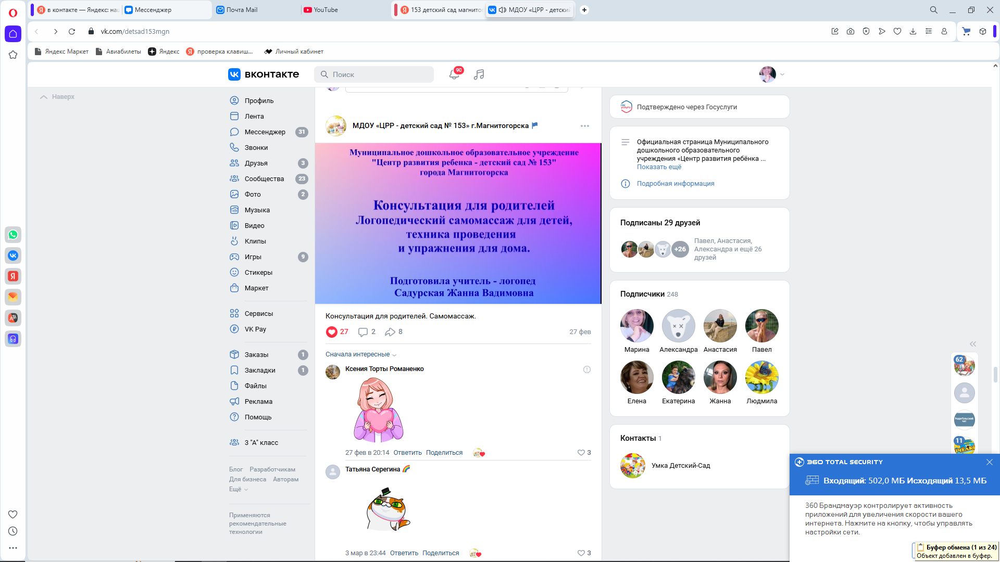 в контакте — Яндекс: наш
Мессенджер
Почта Mail
YouTube
153 детский сад магнито
МДОУ «ЦРР - детский
vk.com/detsad153mgn
Яндекс Маркет
Авиабилеты
Яндекс
проверка клавиш...
Личный кабинет
вконтакте
Поиск
90
Наверх
Профиль
Лента
Мессенджер 31
Звонки
Друзья 3
Сообщества 23
Фото 2
Музыка
Видео
Клипы
Игры 9
Стикеры
Маркет
Сервисы
VK Pay
Заказы 1
Закладки 1
Файлы
Реклама
Помощь
3 "А" класс
Блог Разработчикам
Для бизнеса Авторам
Ещё
Применяются
рекомендательные
технологии
МДОУ «ЦРР - детский сад № 153» г.Магнитогорска
Муниципальное дошкольное образовательное учреждение
"Центр развития ребенка - детский сад № 153"
города Магнитогорска
Консультация для родителей
Логопедический самомассаж для детей,
техника проведения
и упражнения для дома.
Подготовила учитель - логопед
Садурская Жанна Вадимовна
Консультация для родителей. Самомассаж.
27 2 8 27 фев
Сначала интересные
Ксения Торты Романенко
27 фев в 20:14 Ответить Поделиться 3
Татьяна Серегина
3 мар в 23:44 Ответить Поделиться 3
Подтверждено через Госуслуги
Официальная страница Муниципального
дошкольного образовательного
учреждения «Центр развития ребёнка ...
Показать ещё
Подробная информация
Подписаны 29 друзей
+26
Павел, Анастасия,
Александра и ещё 26
друзей
Подписчики 248
Марина Александра Анастасия Павел
Елена Екатерина Жанна Людмила
Контакты 1
Умка Детский-Сад
62
РОДИТЕЛЬСКИЙ
ЧАТ
11
360 TOTAL SECURITY
Входящий: 502,0 МБ Исходящий 13,5 МБ
360 Брандмауэр контролирует активность
приложений для увеличения скорости вашего
интернета. Нажмите на кнопку, чтобы управлять
настройки сети.
Буфер обмена (1 из 24)
Объект добавлен в буфер.